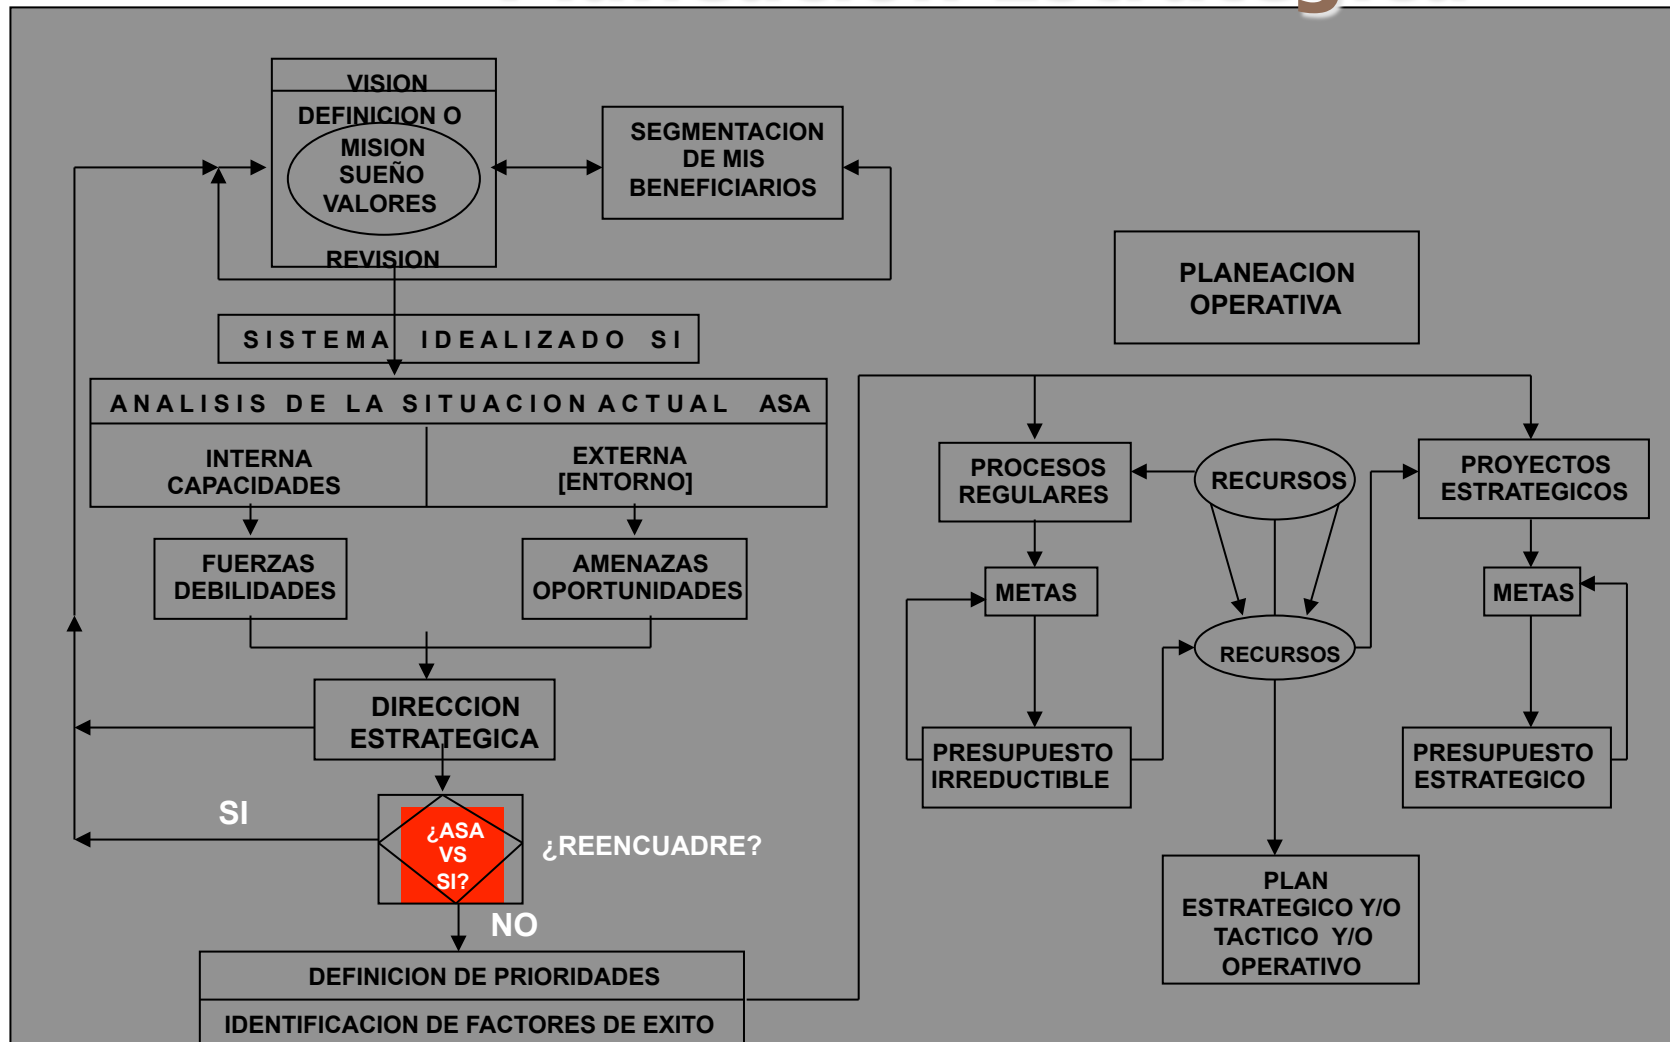 VISION
DEFINICION O
MISION
SUEÑO
VALORES
REVISION
SEGMENTACION
DE MIS
BENEFICIARIOS
SISTEMA IDEALIZADO SI
ANALISIS DE LA SITUACION ACTUAL ASA
INTERNA
CAPACIDADES
EXTERNA
[ENTORNO]
FUERZAS
DEBILIDADES
AMENAZAS
OPORTUNIDADES
DIRECCION
ESTRATEGICA
SI
¿ASA
VS
SI?
¿REENCUADRE?
NO
DEFINICION DE PRIORIDADES
IDENTIFICACION DE FACTORES DE EXITO
PLANEACION
OPERATIVA
PROCESOS
REGULARES
RECURSOS
PROYECTOS
ESTRATEGICOS
METAS
METAS
RECURSOS
PRESUPUESTO
IRREDUCTIBLE
PRESUPUESTO
ESTRATEGICO
PLAN
ESTRATEGICO Y/O
TACTICO Y/O
OPERATIVO